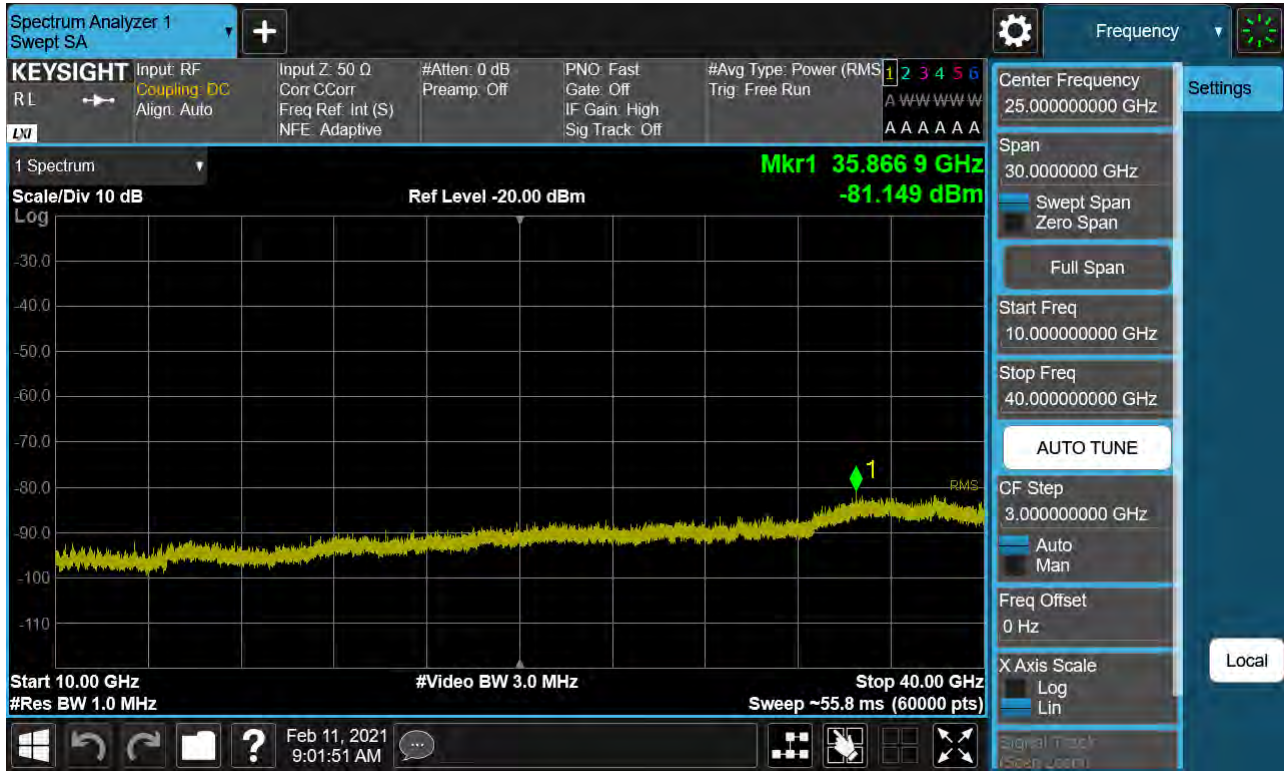 Spectrum Analyzer 1
Swept SA
+
Frequency
KEYSIGHT
RL
LXI
Input: RF
Coupling: DC
Align: Auto
Input Z: 50 Ω
Corr CCorr
Freq Ref: Int (S)
NFE: Adaptive
#Atten: 0 dB
Preamp: Off
PNO: Fast
Gate: Off
IF Gain: High
Sig Track: Off
#Avg Type: Power (RMS
Trig: Free Run
1 2 3 4 5 6
A W W W W W
A A A A A A
1 Spectrum
Mkr1 35.866 9 GHz
-81.149 dBm
Scale/Div 10 dB
Ref Level -20.00 dBm
Log
-30.0
-40.0
-50.0
-60.0
-70.0
-80.0
-90.0
-100
-110
1
RMS
Start 10.00 GHz
#Video BW 3.0 MHz
Stop 40.00 GHz
#Res BW 1.0 MHz
Sweep ~55.8 ms (60000 pts)
Center Frequency
25.000000000 GHz
Settings
Span
30.0000000 GHz
Swept Span
Zero Span
Full Span
Start Freq
10.000000000 GHz
Stop Freq
40.000000000 GHz
AUTO TUNE
CF Step
3.000000000 GHz
Auto
Man
Freq Offset
0 Hz
X Axis Scale
Log
Lin
Signal Track
(Span Zoom)
Local
?
Feb 11, 2021
9:01:51 AM